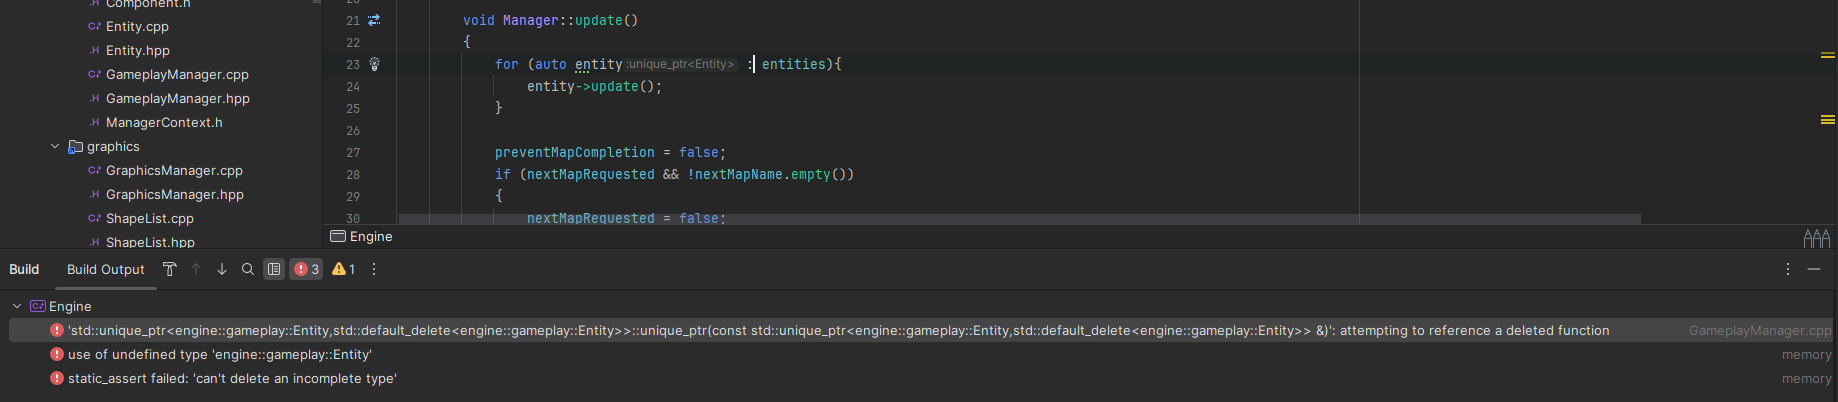 Component.h
Entity.cpp
Entity.hpp
GameplayManager.cpp
GameplayManager.hpp
ManagerContext.h
graphics
GraphicsManager.cpp
GraphicsManager.hpp
ShapeList.cpp
ShapeList.hpp
20
21 void Manager::update()
22 {
23 for (auto entity :unique_ptr<Entity> : entities){
24 entity->update();
25 }
26
27 preventMapCompletion = false;
28 if (nextMapRequested && !nextMapName.empty())
29 {
30 nextMapRequested = false;
Engine
Build Build Output 3 1
Engine
'std::unique_ptr<engine::gameplay::Entity,std::default_delete<engine::gameplay::Entity>>::unique_ptr(const std::unique_ptr<engine::gameplay::Entity,std::default_delete<engine::gameplay::Entity>> &)': attempting to reference a deleted function GameplayManager.cpp
use of undefined type 'engine::gameplay::Entity' memory
static_assert failed: 'can't delete an incomplete type' memory